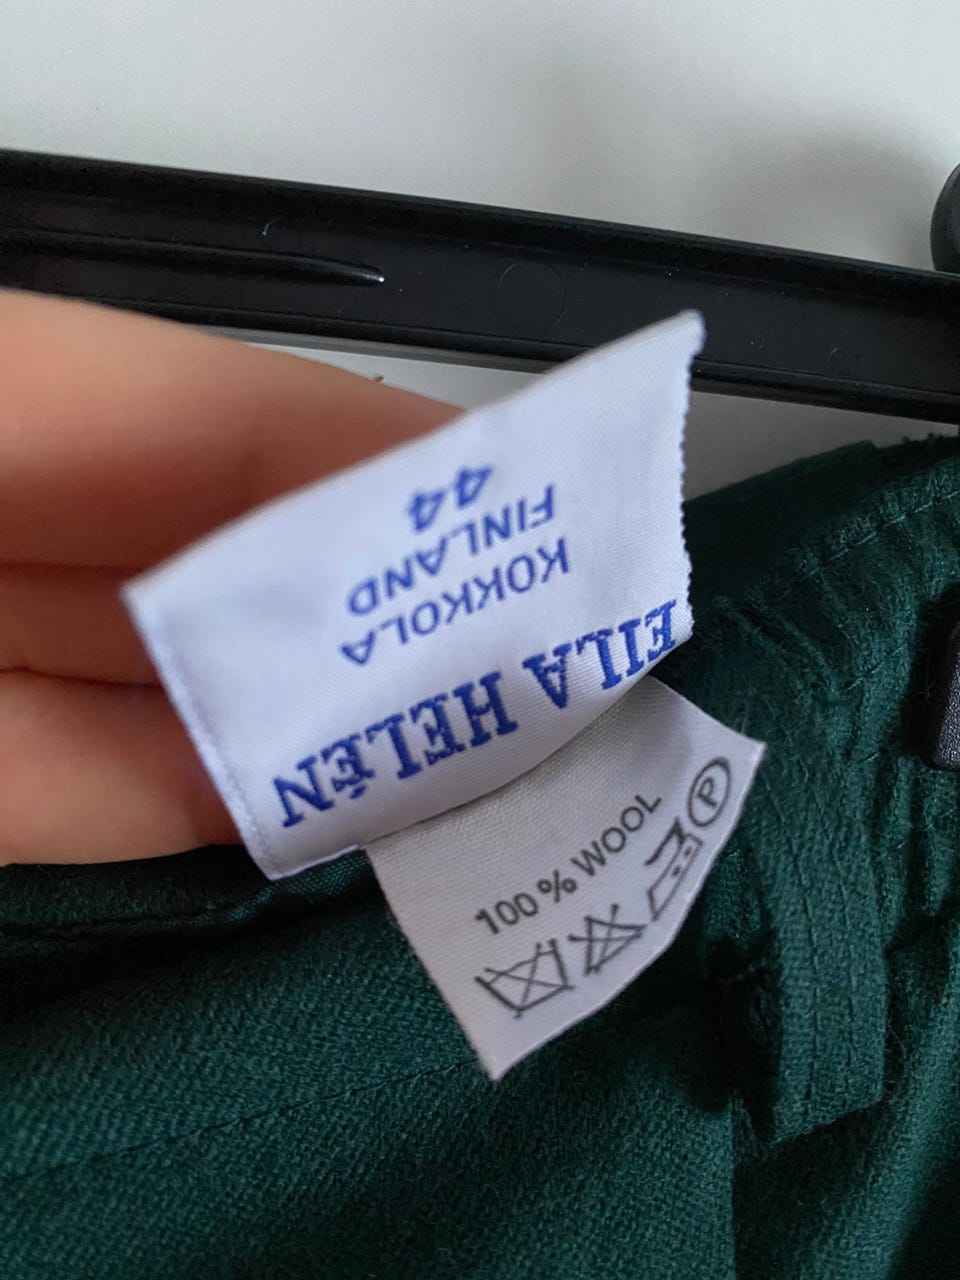 EILA HELÉN
KOKKOLA
FINLAND
44
100 % WOOL
P